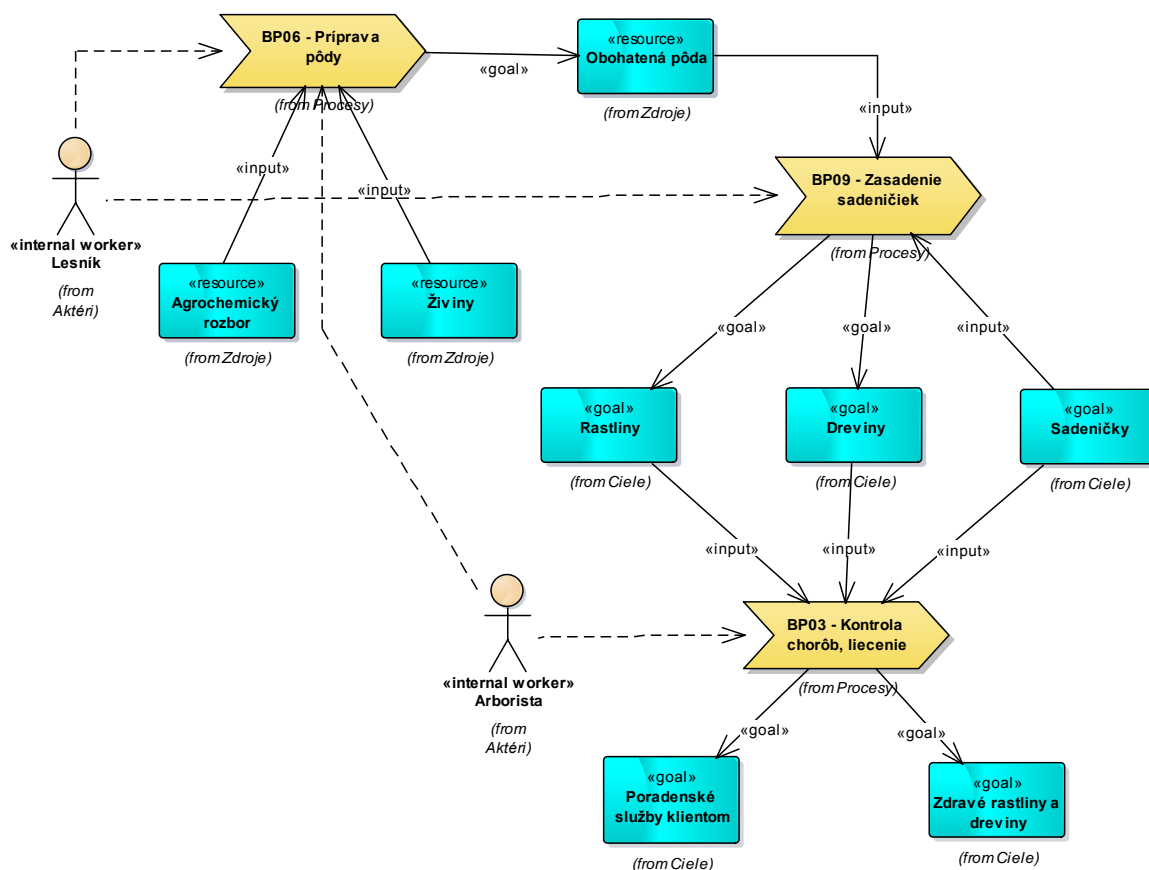 BP06 - Príprava
pôdy
(from Procesy)
«goal»
«resource»
Obohatená pôda
(from Zdroje)
«input»
BP09 - Zasadenie
sadeničiek
(from Procesy)
«internal worker»
Lesník
(from
Aktéri)
«input»
«input»
«resource»
Agrochemický
rozbor
(from Zdroje)
«resource»
Živiny
(from Zdroje)
«goal»
«goal»
«input»
«goal»
Rastliny
(from Ciele)
«goal»
Dreviny
(from Ciele)
«goal»
Sadeničky
(from Ciele)
«input»
«input»
«input»
«internal worker»
Arborista
(from
Aktéri)
BP03 - Kontrola
chorôb, liecenie
(from Procesy)
«goal»
«goal»
«goal»
Poradenské
služby klientom
(from Ciele)
«goal»
Zdravé rastliny a
dreviny
(from Ciele)